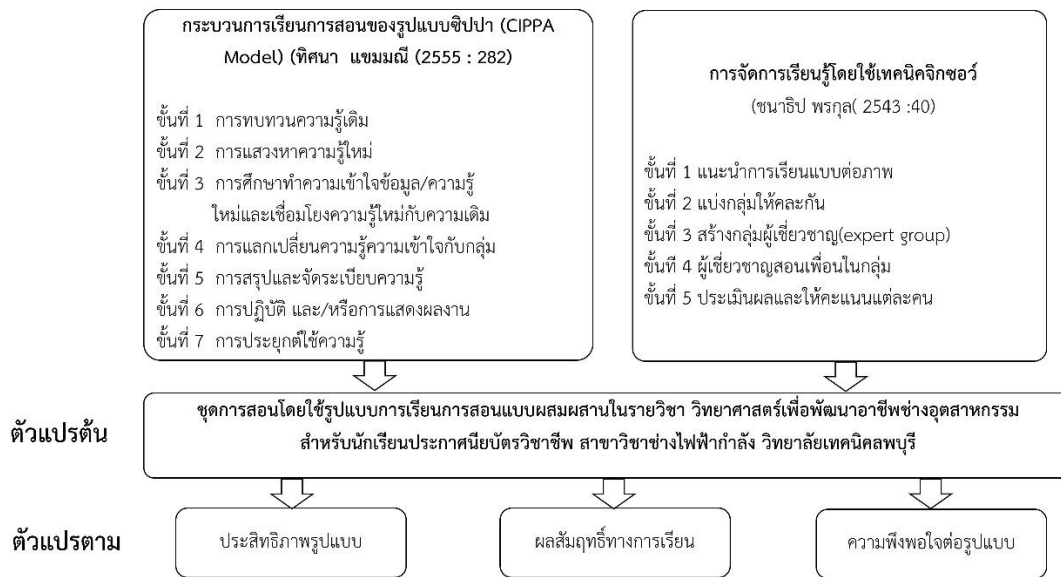 กระบวนการเรียนการสอนของรูปแบบซิปปา (CIPPA
Model) (ทิศนา แขมมณี (2555 : 282)
ขั้นที่ 1 การทบทวนความรู้เดิม
ขั้นที่ 2 การแสวงหาความรู้ใหม่
ขั้นที่ 3 การศึกษาทำความเข้าใจข้อมูล/ความรู้
ใหม่และเชื่อมโยงความรู้ใหม่กับความเดิม
ขั้นที่ 4 การแลกเปลี่ยนความรู้ความเข้าใจกับกลุ่ม
ขั้นที่ 5 การสรุปและจัดระเบียบความรู้
ขั้นที่ 6 การปฏิบัติ และ/หรือการแสดงผลงาน
ขั้นที่ 7 การประยุกต์ใช้ความรู้
การจัดการเรียนรู้โดยใช้เทคนิคจิกซอว์
(ชนาธิป พรกุล( 2543 :40)
ขั้นที่ 1 แนะนำการเรียนแบบต่อภาพ
ขั้นที่ 2 แบ่งกลุ่มให้คละกัน
ขั้นที่ 3 สร้างกลุ่มผู้เชี่ยวชาญ(expert group)
ขั้นที 4 ผู้เชี่ยวชาญสอนเพื่อนในกลุ่ม
ขั้นที่ 5 ประเมินผลและให้คะแนนแต่ละคน
ตัวแปรต้น
ชุดการสอนโดยใช้รูปแบบการเรียนการสอนแบบผสมผสานในรายวิชา วิทยาศาสตร์เพื่อพัฒนาอาชีพช่างอุตสาหกรรม
สำหรับนักเรียนประกาศนียบัตรวิชาชีพ สาขาวิชาช่างไฟฟ้ากำลัง วิทยาลัยเทคนิคลพบุรี
ตัวแปรตาม
ประสิทธิภาพรูปแบบ
ผลสัมฤทธิ์ทางการเรียน
ความพึงพอใจต่อรูปแบบ